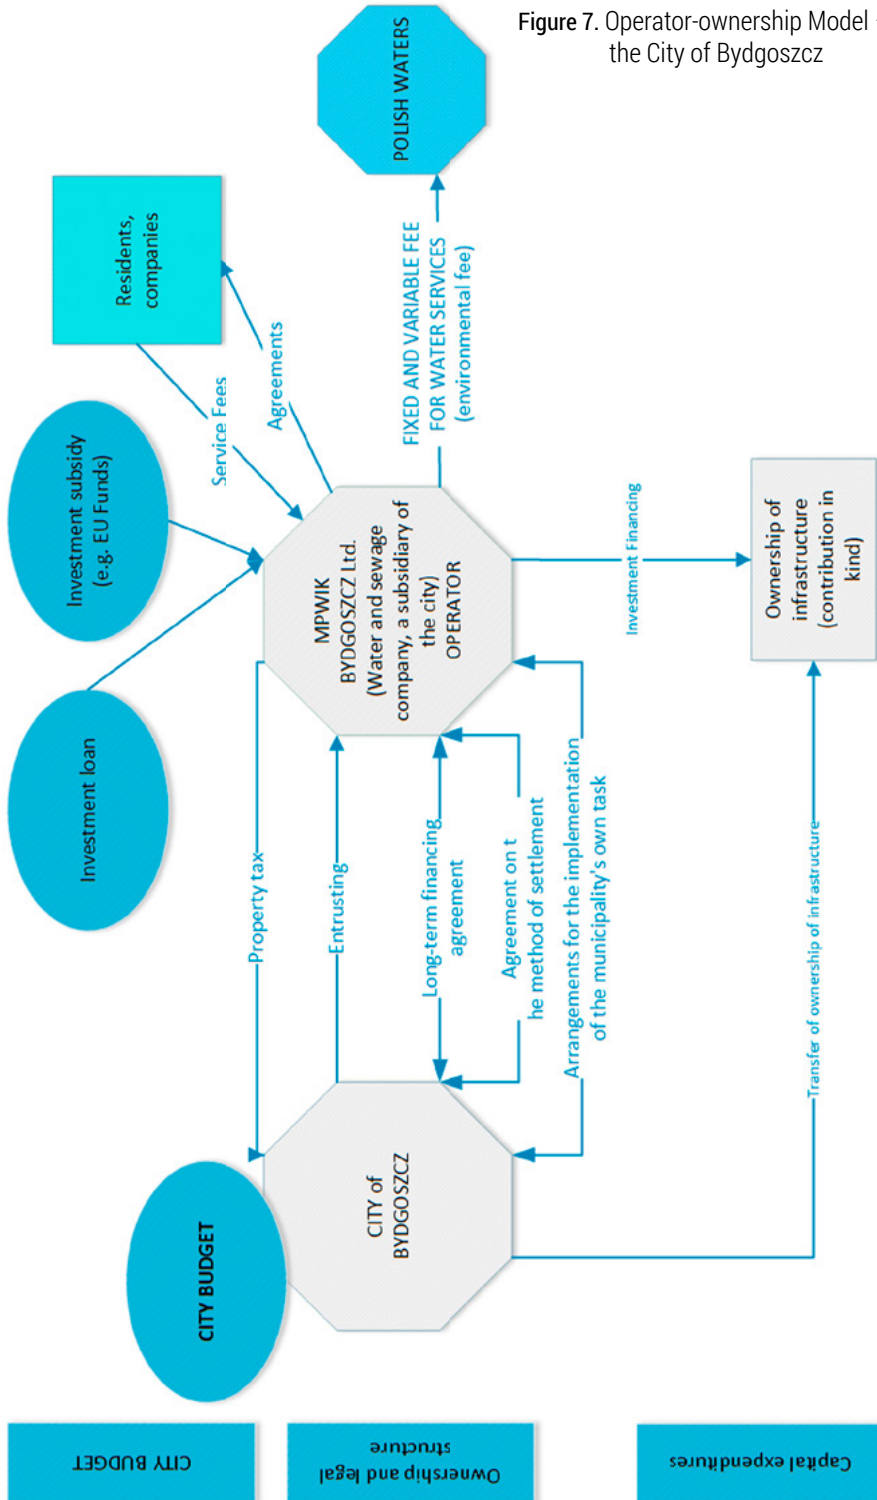 Figure 7. Operator-ownership Model
the City of Bydgoszcz
CITY BUDGET
Ownership and legal
structure
Capital expenditures
CITY BUDGET
Investment loan
Investment subsidy
(e.g. EU Funds)
Residents,
companies
Service Fees
Agreements
Property tax
Entrusting
Long-term financing
agreement
Agreement on t
he method of settlement
Arrangements for the implementation
of the municipality's own task
CITY of
BYDGOSZCZ
MPWIK
BYDGOSZCZ Ltd.
(Water and sewage
company, a subsidiary of
the city)
OPERATOR
FIXED AND VARIABLE FEE
FOR WATER SERVICES
(environmental fee)
POLISH WATERS
Investment Financing
Transfer of ownership of infrastructure
Ownership of
infrastructure
(contribution in
kind)